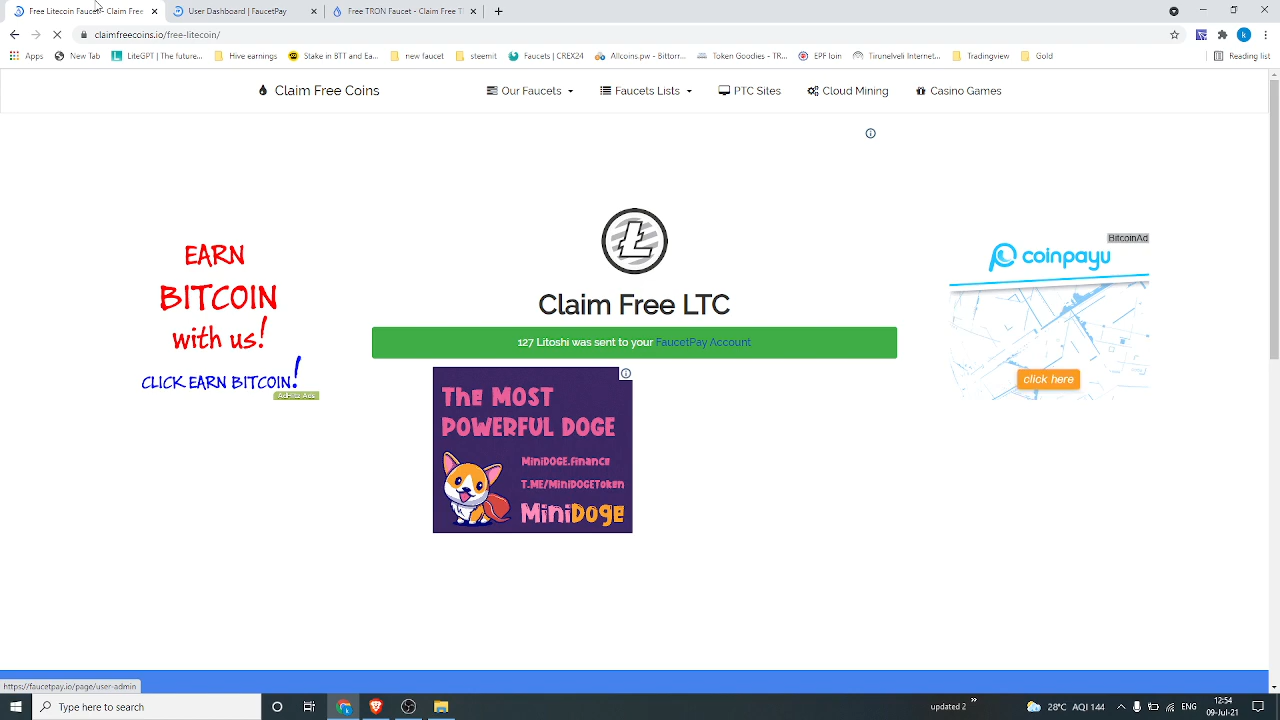 Free Litecoin Faucet - Claim Free
User Dashboard | FaucetPay
Free TRON Faucet - Claim Free T
claimfreecoins.io/free-litecoin/
k
Apps
New Tab
LiteGPT | The future...
Hive earnings
Stake in BTT and Ea...
new faucet
steemit
Faucets | CREX24
Allcoins.pw - Bittorr...
Token Goodies - TR...
EPF loin
Tirunelveli Internet...
Tradingview
Gold
Reading list
Claim Free Coins
Our Faucets
Faucets Lists
PTC Sites
Cloud Mining
Casino Games
EARN
BITCOIN
with us!
CLICK EARN BITCOIN!
Claim Free LTC
127 Litoshi was sent to your FaucetPay Account
BitcoinAd
coinpayu
click here
The Most
Powerful Doge
MiniDOGE.Finance
T.ME/MiniDOGEToken
MiniDoge
https://faucetpay.io/page/user-admin
Type here to search
updated 2
28°C AQI 144
ENG
12:54
09-Jul-21